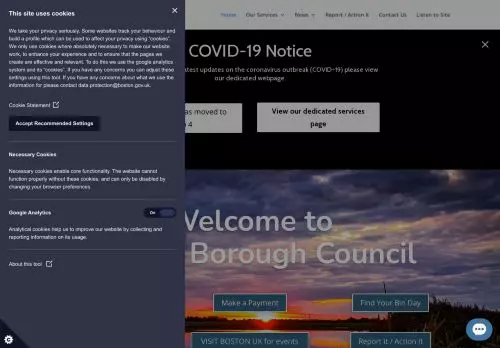 This site uses cookies
We take your privacy seriously. Some websites track your behaviour and
build a profile which can be used to affect your privacy using “cookies”.
We only use cookies where absolutely necessary to make our website
work, to enhance your experience and to ensure that the pages we
create are effective and relevant. To do this we use the google analytics
system and its “cookies”. If you have any concerns you can adjust these
settings using this tool. If you have any concerns about what we use the
information for please contact data.protection@boston.gov.uk.
Cookie Statement
Accept Recommended Settings
Necessary Cookies
Necessary cookies enable core functionality. The website cannot
function properly without these cookies, and can only be disabled by
changing your browser preferences.
Google Analytics
On
Analytical cookies help us to improve our website by collecting and
reporting information on its usage.
About this tool
Home
Our Services
News
Report / Action It
Contact Us
Listen to Site
COVID-19 Notice
latest updates on the coronavirus outbreak (COVID-19) please view
our dedicated webpage
as moved to
4
View our dedicated services
page
Welcome to
Borough Council
Make a Payment
Find Your Bin Day
VISIT BOSTON UK for events
Report It / Action It